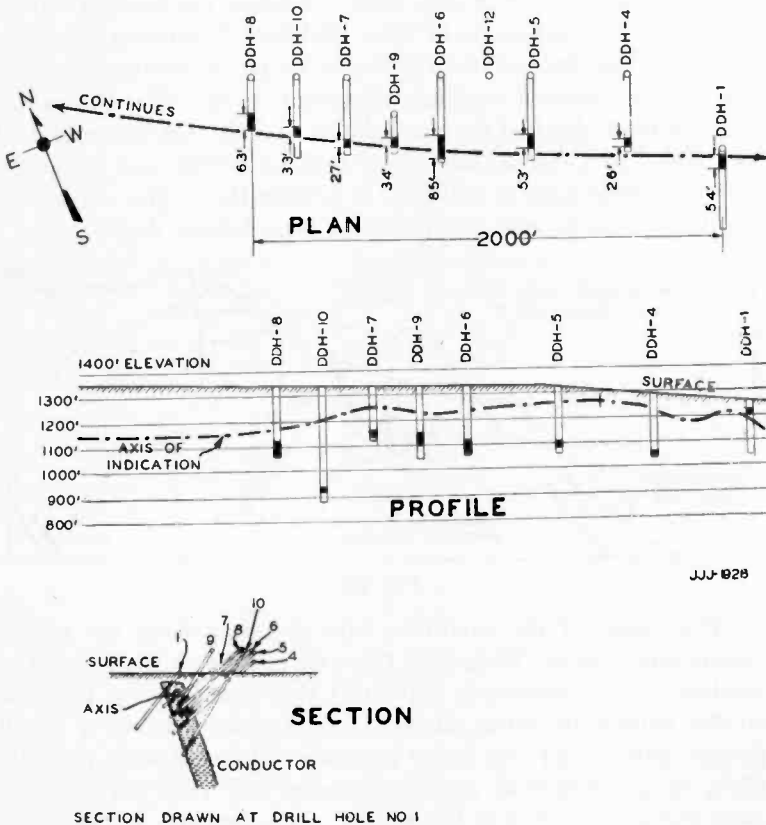 DDH-8 DDH-10 DDH-7 DDH-9 DDH-6 DDH-12 DDH-5 DDH-4 DDH-1
CONTINUES
N
W
E
S
63' 33' 27' 34' 85' 53' 26' 54'
PLAN
2000'
DDH-8 DDH-10 DDH-7 DDH-9 DDH-6 DDH-5 DDH-4 DDH-1
1400' ELEVATION
SURFACE
1300'
1200'
1100'
AXIS OF
INDICATION
1000'
900'
800'
PROFILE
JJJ-1928
1 9 7 8 10 6 5 4
SURFACE
AXIS
SECTION
CONDUCTOR
SECTION DRAWN AT DRILL HOLE NO 1